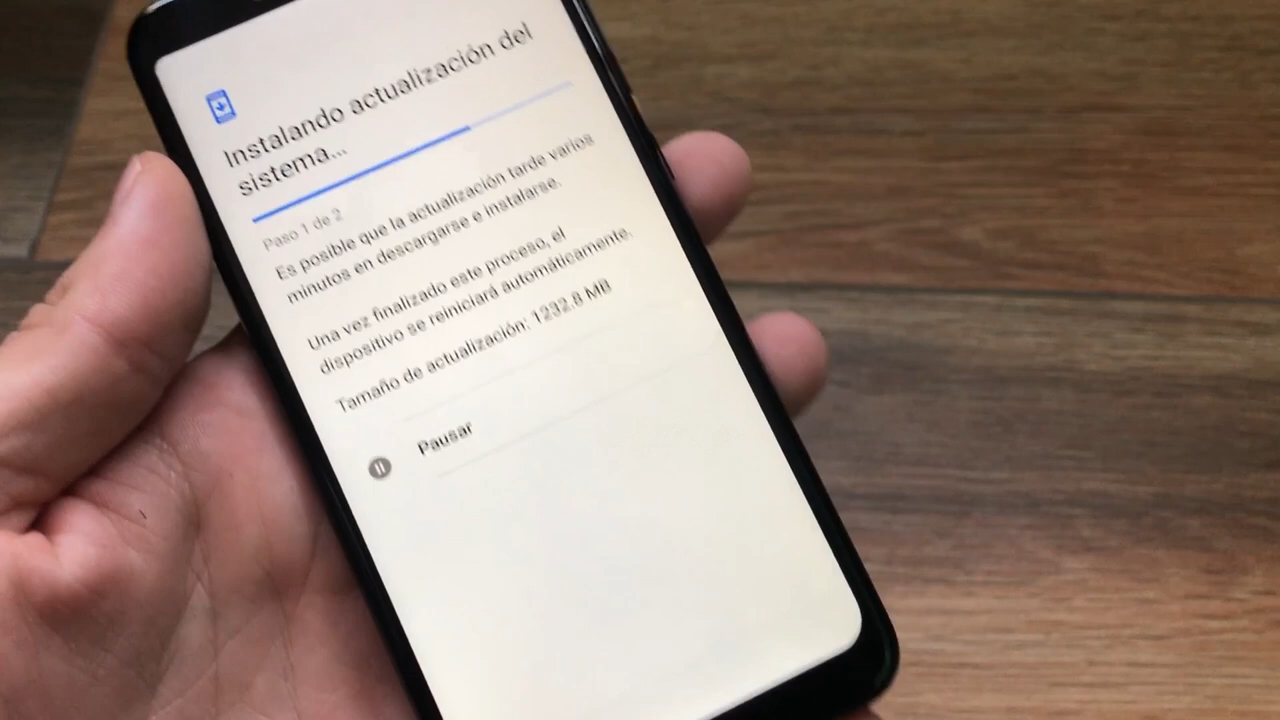 Instalando actualización del
sistema...
Paso 1 de 2
Es posible que la actualización tarde varios
minutos en descargarse e instalarse.
Una vez finalizado este proceso, el
dispositivo se reiniciará automáticamente.
Tamaño de actualización: 1232.8 MB
Pausar